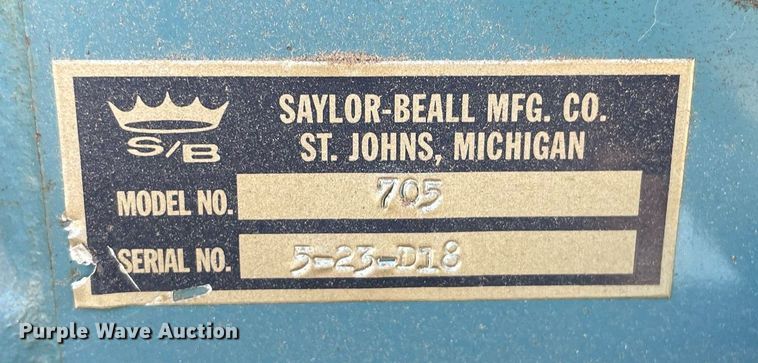 S/B
SAYLOR-BEALL MFG. CO.
ST. JOHNS, MICHIGAN
MODEL NO. 705
SERIAL NO. 5-23-D18
Purple Wave Auction